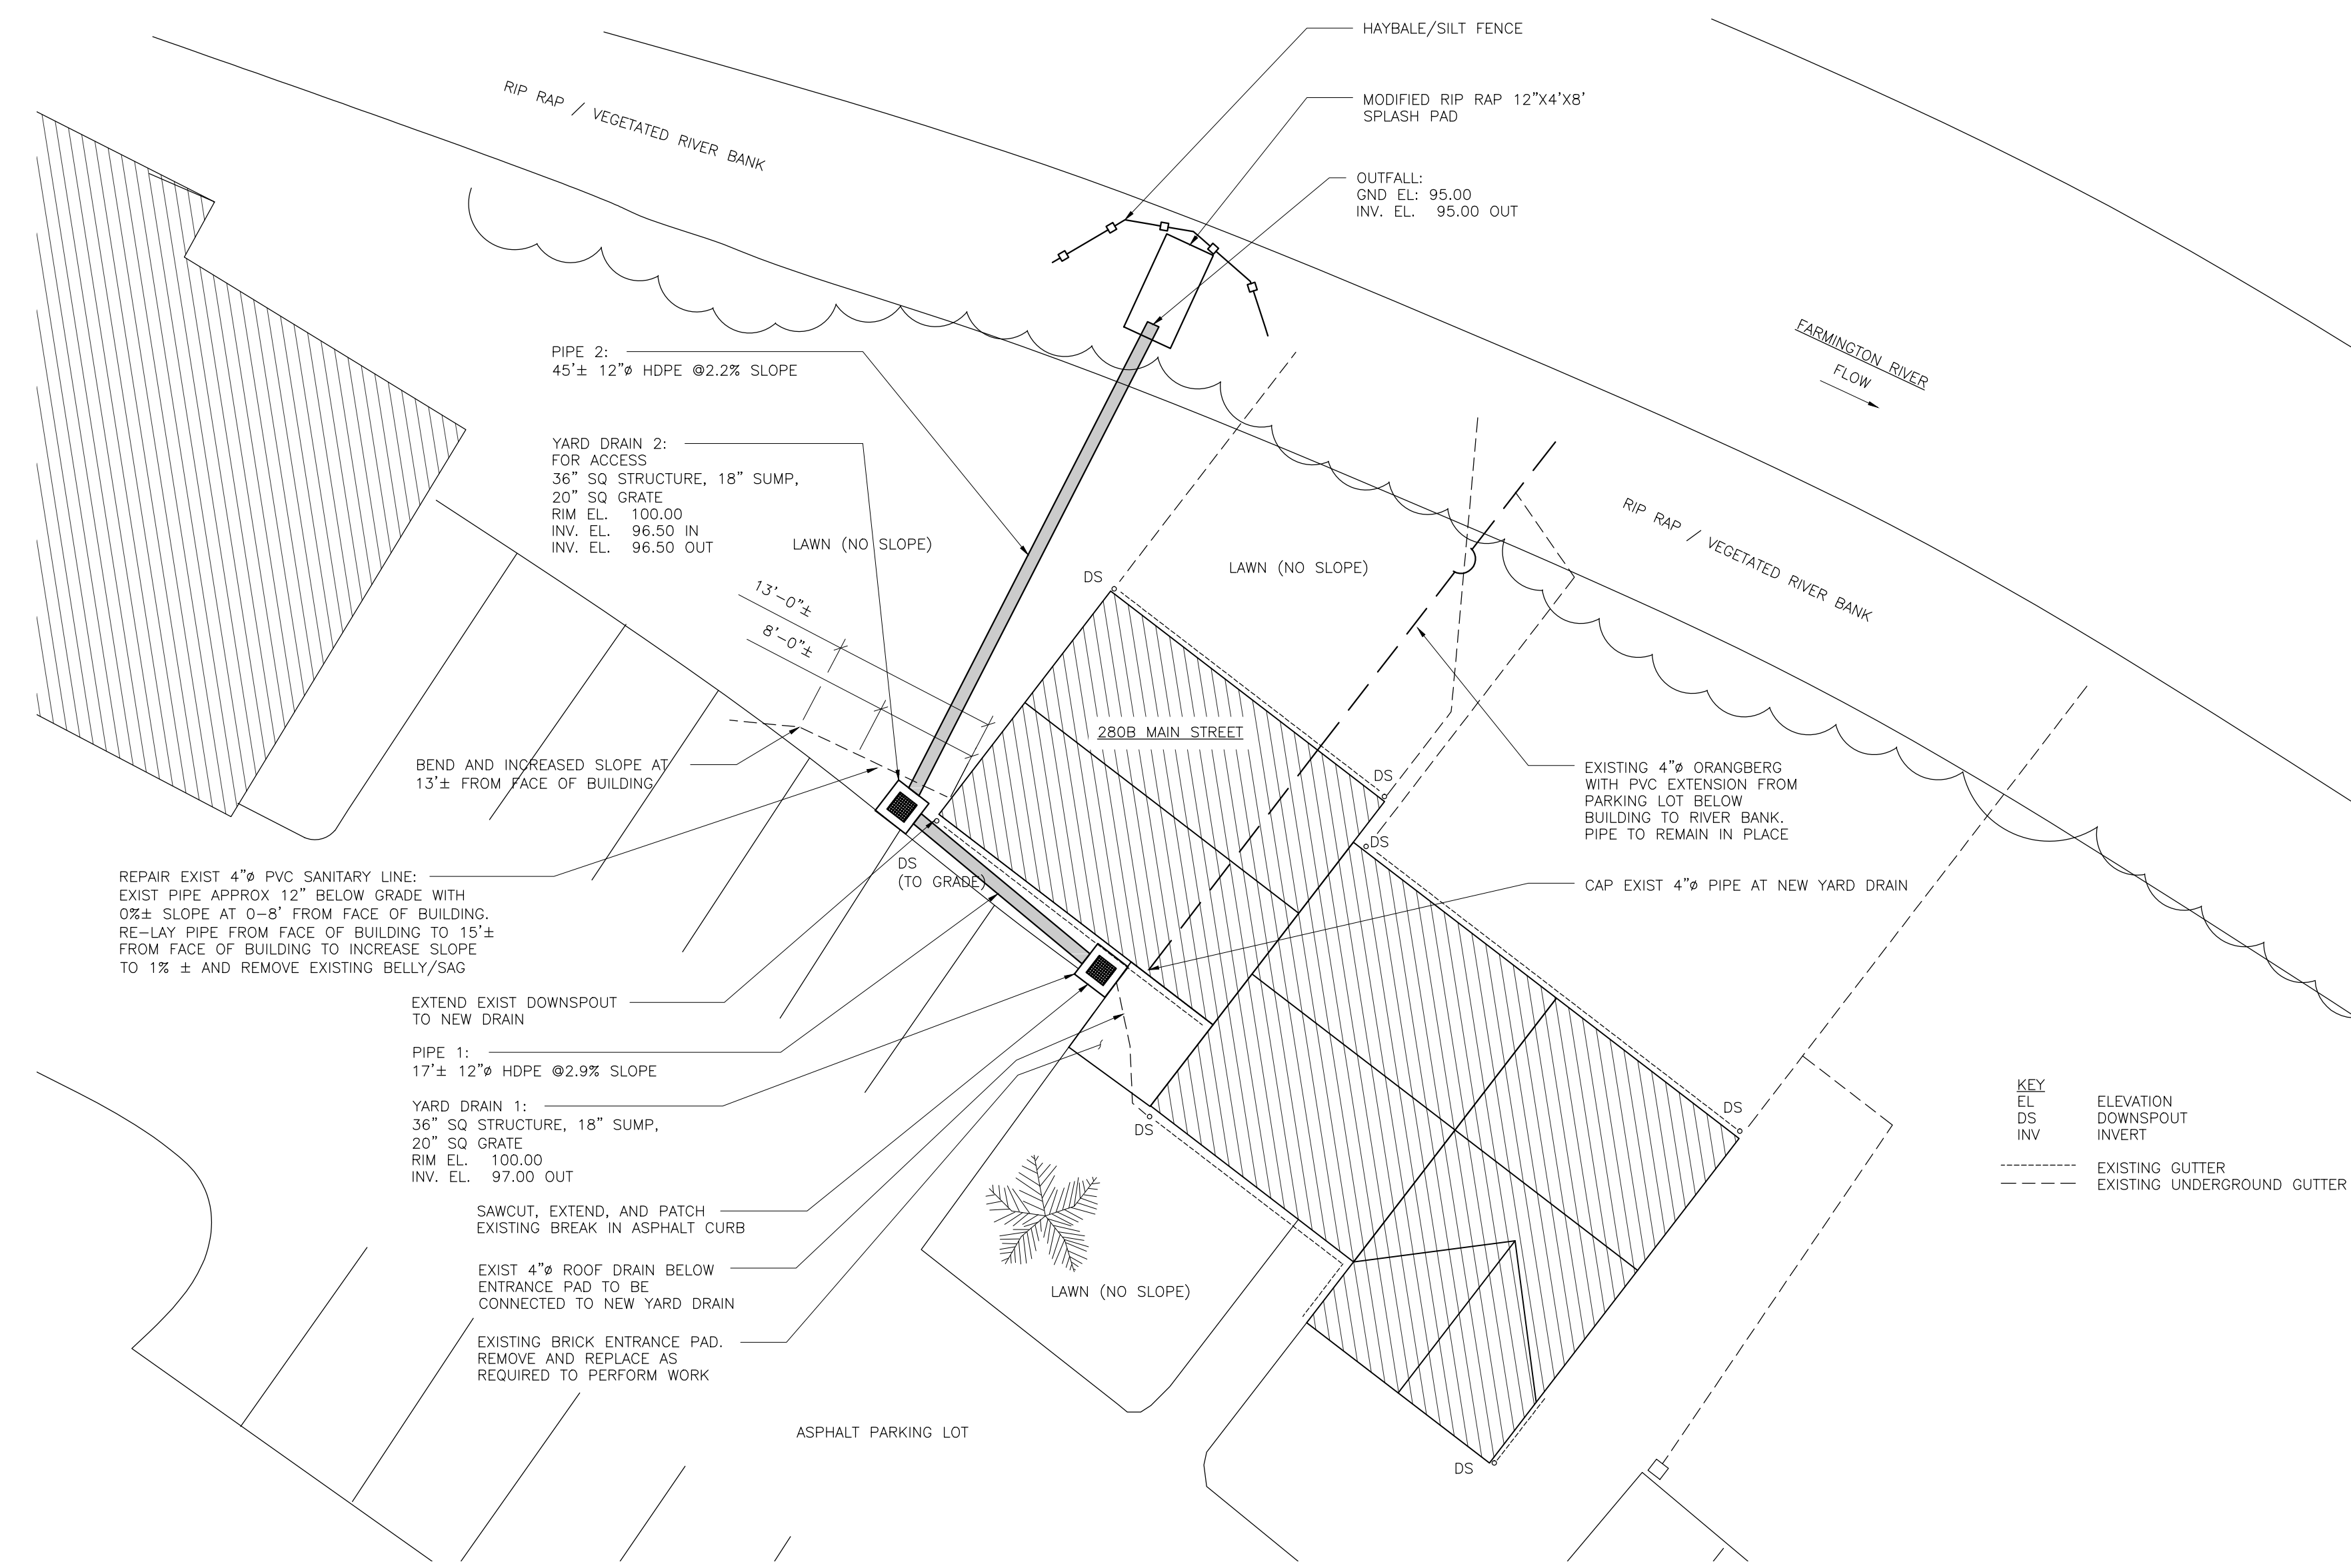 HAYBALE/SILT FENCE
RIP RAP / VEGETATED RIVER BANK
MODIFIED RIP RAP 12"X4'X8'
SPLASH PAD
OUTFALL:
GND EL: 95.00
INV. EL. 95.00 OUT
FARMINGTON RIVER
FLOW
PIPE 2:
45'± 12"ø HDPE @2.2% SLOPE
YARD DRAIN 2:
FOR ACCESS
36" SQ STRUCTURE, 18" SUMP,
20" SQ GRATE
RIM EL. 100.00
INV. EL. 96.50 IN
INV. EL. 96.50 OUT
LAWN (NO SLOPE)
LAWN (NO SLOPE)
RIP RAP / VEGETATED RIVER BANK
DS
13'-0"±
8'-0"±
280B MAIN STREET
BEND AND INCREASED SLOPE AT
13'± FROM FACE OF BUILDING
DS
EXISTING 4"ø ORANGBERG
WITH PVC EXTENSION FROM
PARKING LOT BELOW
BUILDING TO RIVER BANK.
PIPE TO REMAIN IN PLACE
DS
DS
(TO GRADE)
CAP EXIST 4"ø PIPE AT NEW YARD DRAIN
REPAIR EXIST 4"ø PVC SANITARY LINE:
EXIST PIPE APPROX 12" BELOW GRADE WITH
0%± SLOPE AT 0-8' FROM FACE OF BUILDING.
RE-LAY PIPE FROM FACE OF BUILDING TO 15'±
FROM FACE OF BUILDING TO INCREASE SLOPE
TO 1% ± AND REMOVE EXISTING BELLY/SAG
EXTEND EXIST DOWNSPOUT
TO NEW DRAIN
PIPE 1:
17'± 12"ø HDPE @2.9% SLOPE
YARD DRAIN 1:
36" SQ STRUCTURE, 18" SUMP,
20" SQ GRATE
RIM EL. 100.00
INV. EL. 97.00 OUT
DS
DS
KEY
EL ELEVATION
DS DOWNSPOUT
INV INVERT
EXISTING GUTTER
EXISTING UNDERGROUND GUTTER
SAWCUT, EXTEND, AND PATCH
EXISTING BREAK IN ASPHALT CURB
EXIST 4"ø ROOF DRAIN BELOW
ENTRANCE PAD TO BE
CONNECTED TO NEW YARD DRAIN
LAWN (NO SLOPE)
EXISTING BRICK ENTRANCE PAD.
REMOVE AND REPLACE AS
REQUIRED TO PERFORM WORK
ASPHALT PARKING LOT
DS